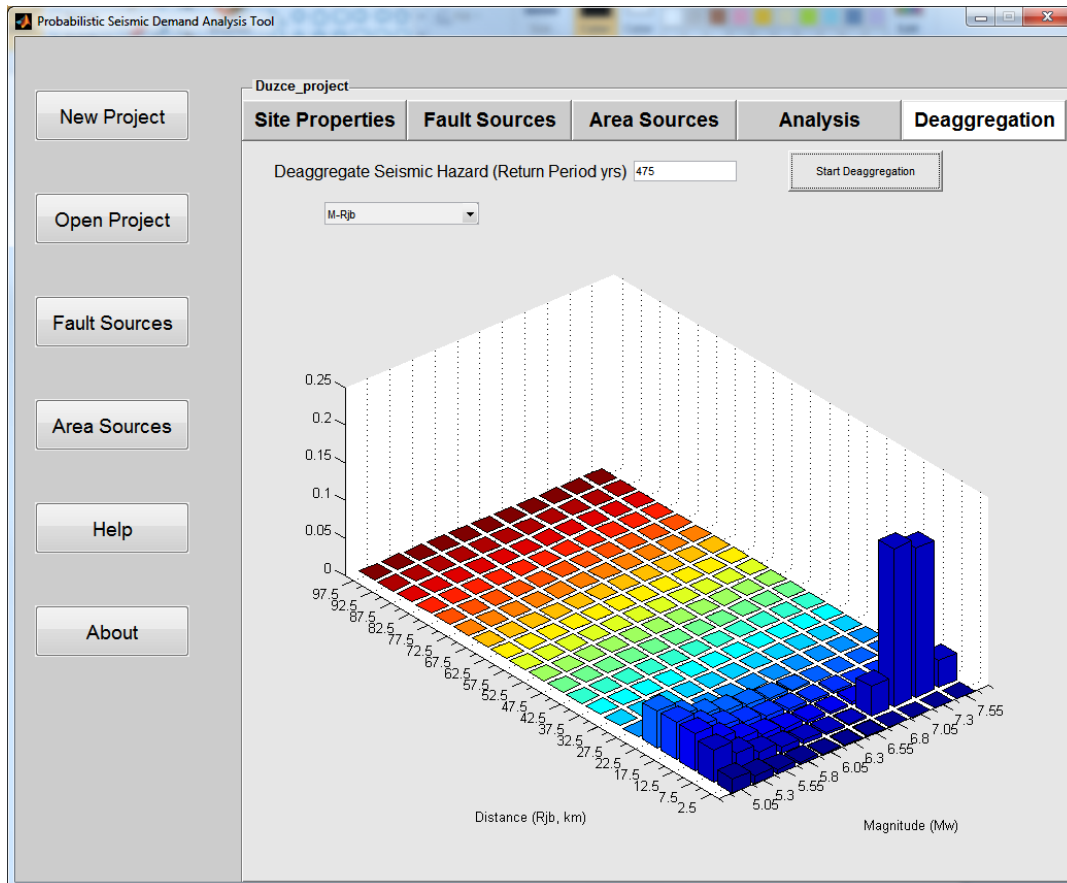 Probabilistic Seismic Demand Analysis Tool
New Project
Open Project
Fault Sources
Area Sources
Help
About
Duzce_project
Site Properties
Fault Sources
Area Sources
Analysis
Deaggregation
Deaggregate Seismic Hazard (Return Period yrs)
475
Start Deaggregation
M-Rjb
0.25
0.2
0.15
0.1
0.05
0
97.5
92.5
87.5
82.5
77.5
72.5
67.5
62.5
57.5
52.5
47.5
42.5
37.5
32.5
27.5
22.5
17.5
12.5
7.5
2.5
Distance (Rjb, km)
5.05
5.3
5.55
5.8
6.05
6.3
6.55
6.8
7.05
7.3
7.55
Magnitude (Mw)